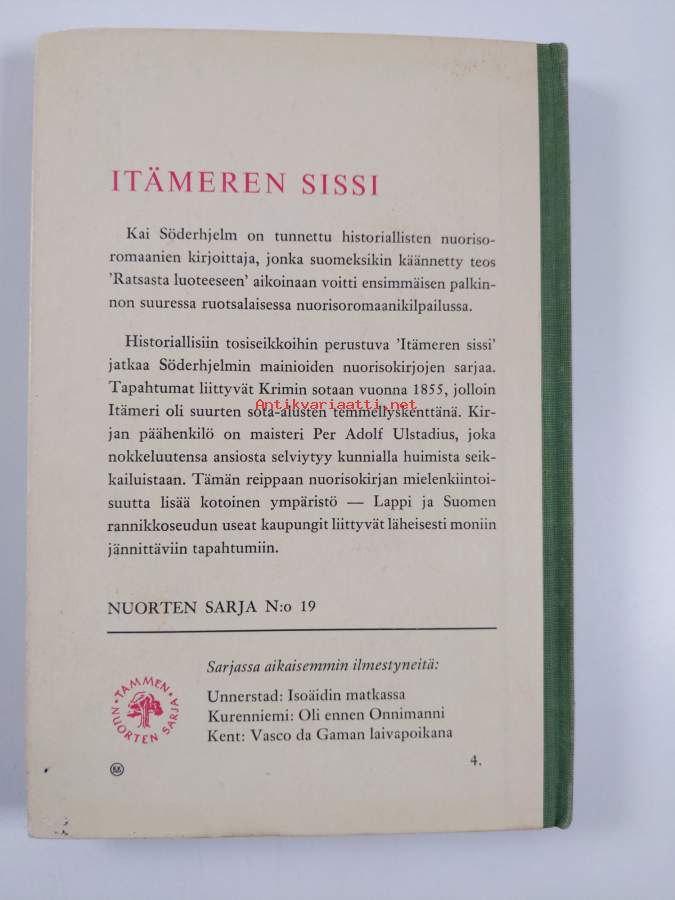 ITÄMEREN SISSI
Kai Söderhjelm on tunnettu historiallisten nuoriso-
romaanien kirjoittaja, jonka suomeksikin käännetty teos
'Ratsasta luoteeseen' aikoinaan voitti ensimmäisen palkin-
non suuressa ruotsalaisessa nuorisoromaanikilpailussa.
Historiallisiin tosiseikkoihin perustuva 'Itämeren sissi'
jatkaa Söderhjelmin mainioiden nuorisokirjojen sarjaa.
Tapahtumat liittyvät Krimin sotaan vuonna 1855, jolloin
Antikvariaatti.net
Itämeri oli suurten sota-alusten temmellyskenttänä. Kir-
jan päähenkilö on maisteri Per Adolf Ulstadius, joka
nokkeluutensa ansiosta selviytyy kunnialla huimista seik-
kailuistaan. Tämän reippaan nuorisokirjan mielenkiintoi-
suutta lisää kotoinen ympäristö — Lappi ja Suomen
rannikkoseudun useat kaupungit liittyvät läheisesti moniin
jännittäviin tapahtumiin.
NUORTEN SARJA N:o 19
Sarjassa aikaisemmin ilmestyneitä:
Unnerstad: Isoäidin matkassa
Kurenniemi: Oli ennen Onnimanni
Kent: Vasco da Gaman laivapoikana
TAMMEN
NUORTEN SARJA
4.